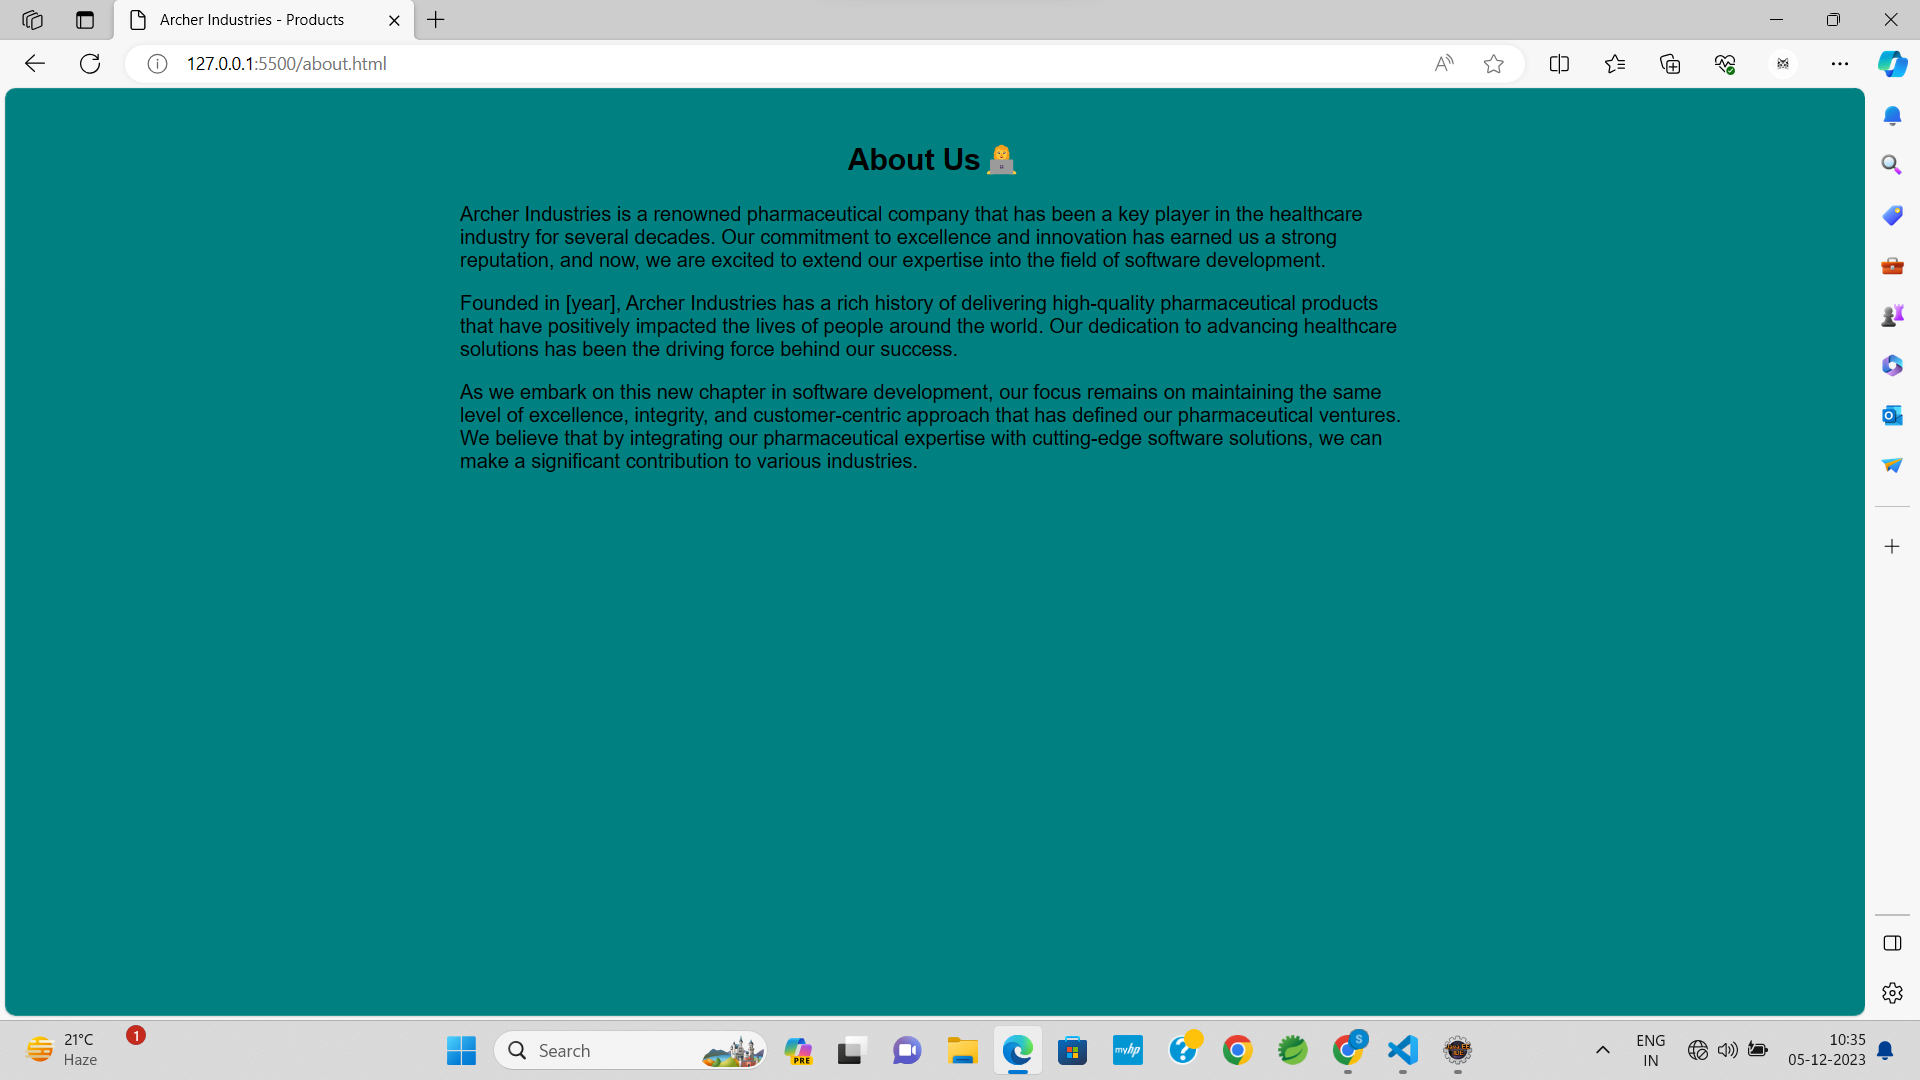 Archer Industries - Products
127.0.0.1:5500/about.html
About Us
Archer Industries is a renowned pharmaceutical company that has been a key player in the healthcare
industry for several decades. Our commitment to excellence and innovation has earned us a strong
reputation, and now, we are excited to extend our expertise into the field of software development.
Founded in [year], Archer Industries has a rich history of delivering high-quality pharmaceutical products
that have positively impacted the lives of people around the world. Our dedication to advancing healthcare
solutions has been the driving force behind our success.
As we embark on this new chapter in software development, our focus remains on maintaining the same
level of excellence, integrity, and customer-centric approach that has defined our pharmaceutical ventures.
We believe that by integrating our pharmaceutical expertise with cutting-edge software solutions, we can
make a significant contribution to various industries.
21°C
Haze
1
Search
PRE
myhp
S
ENG
IN
10:35
05-12-2023